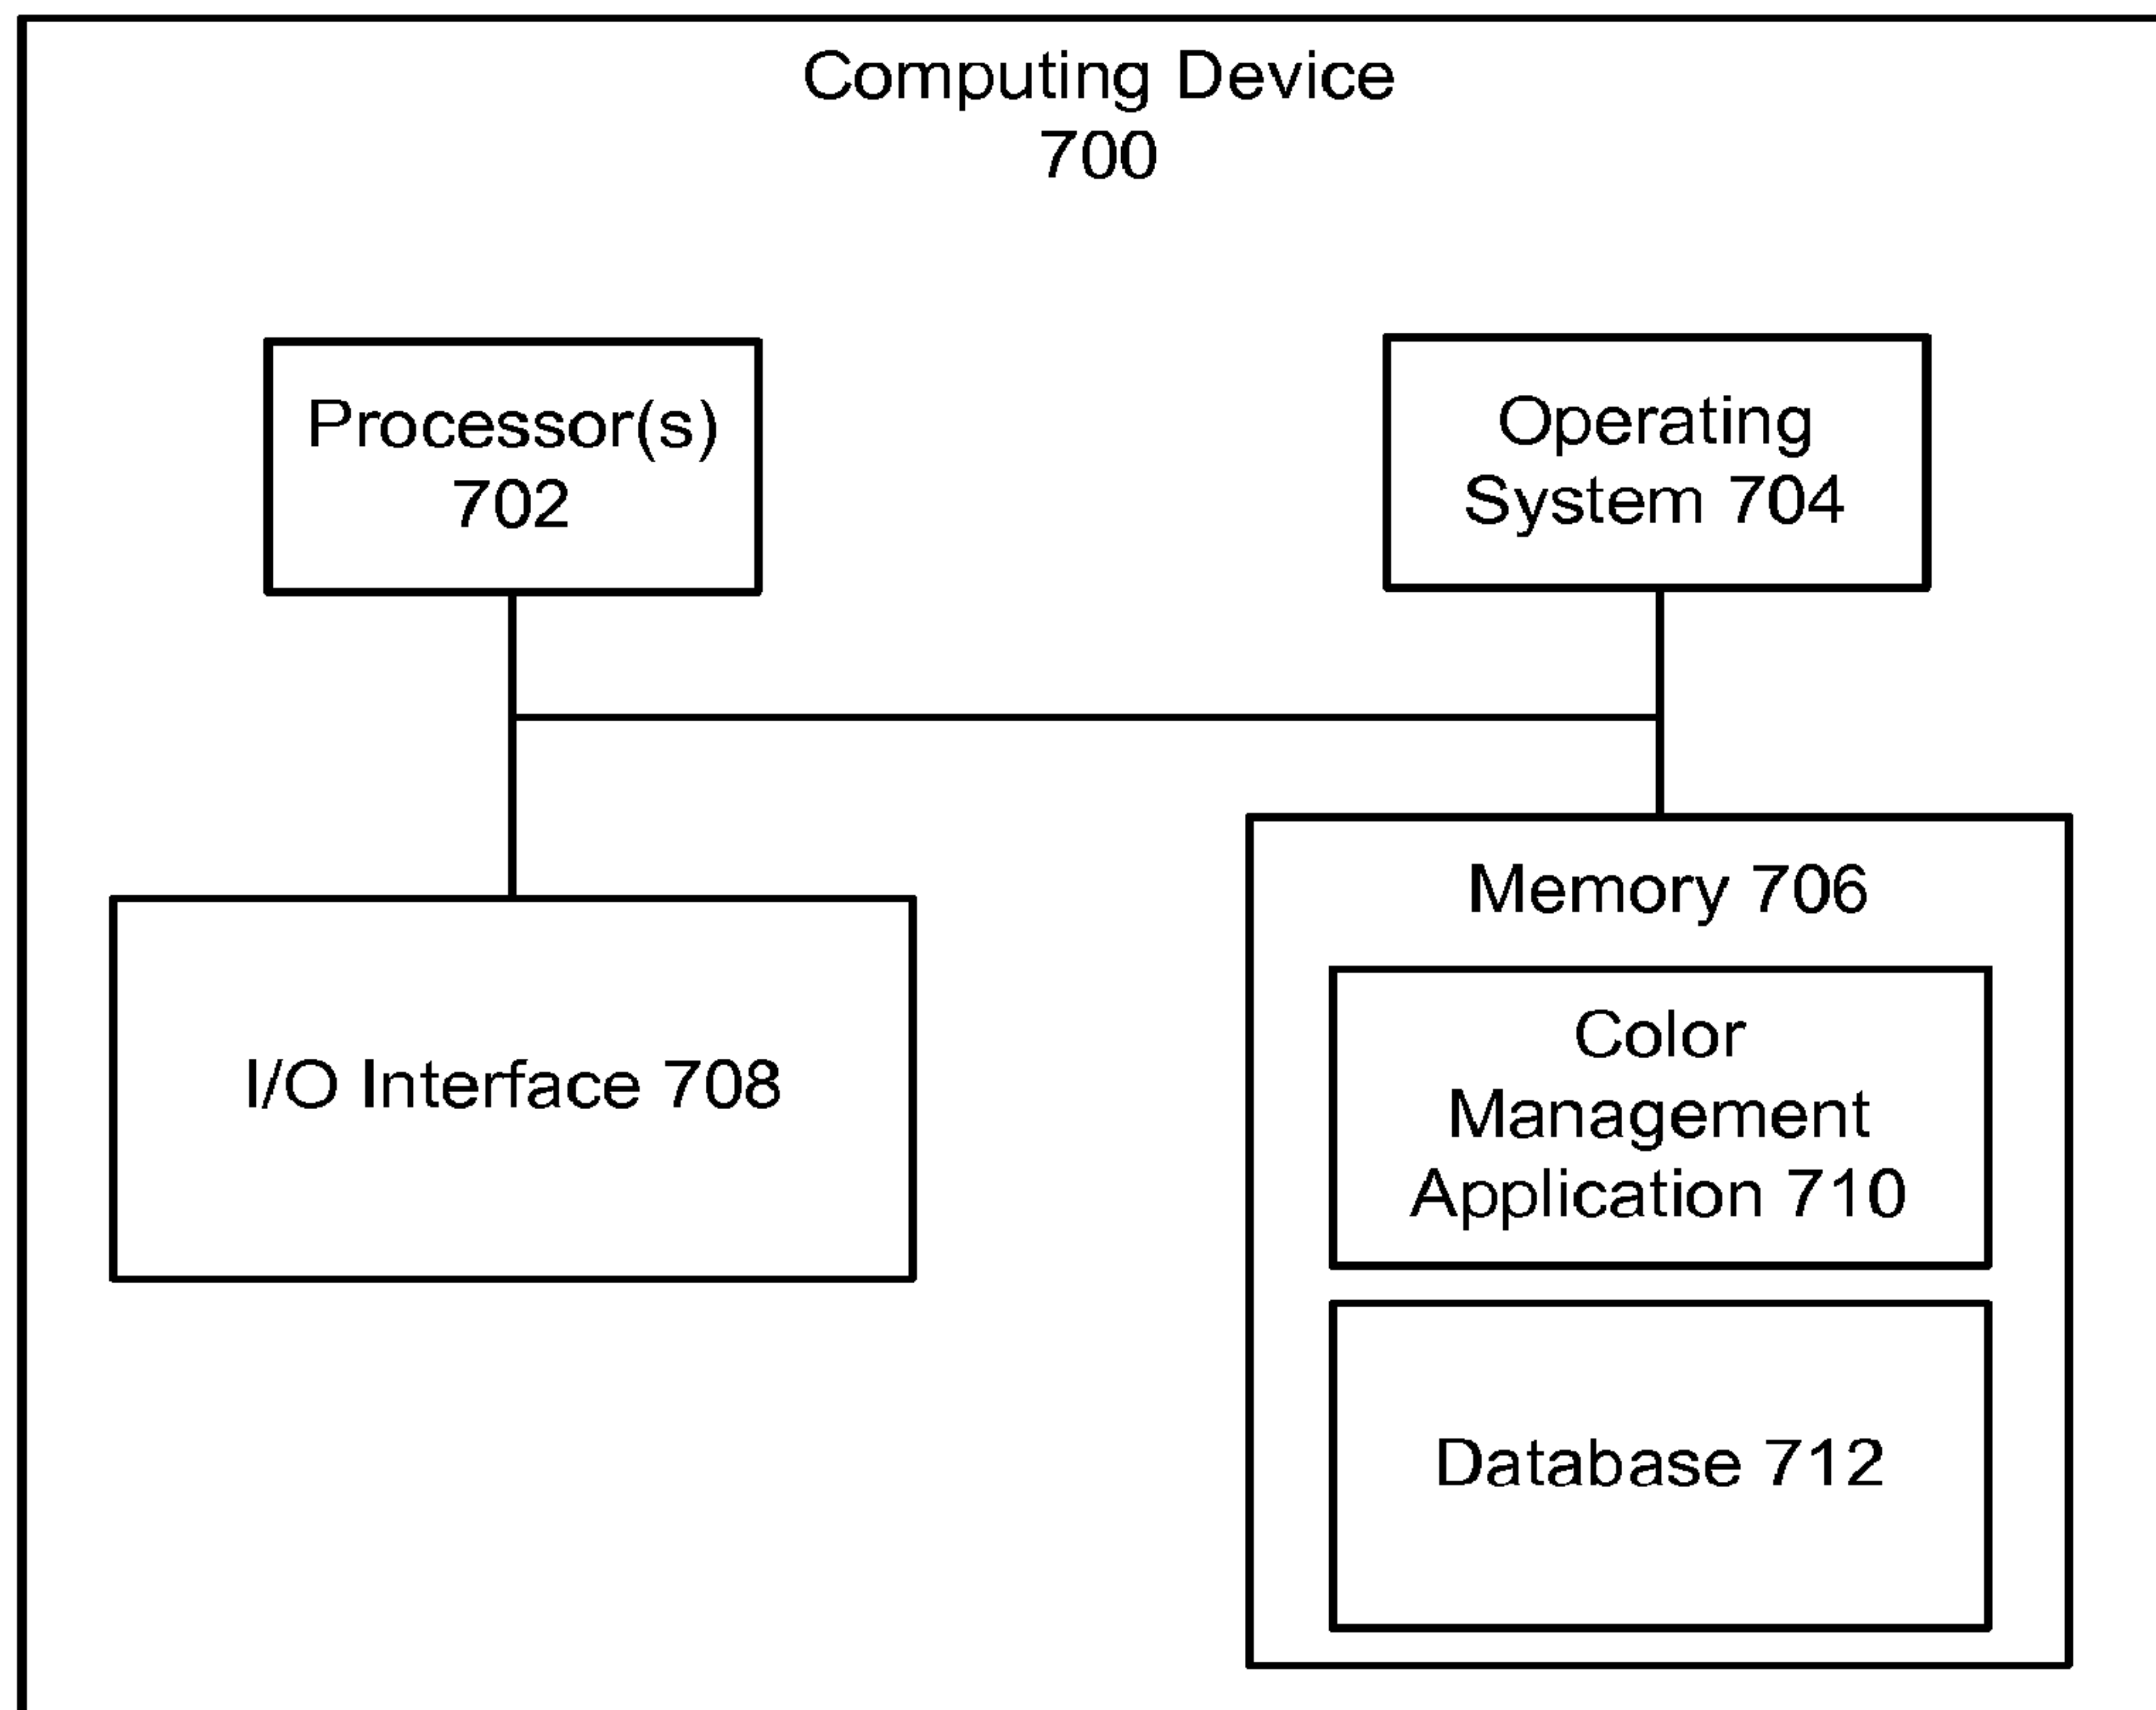 Computing Device
700
Processor(s)
702
Operating
System 704
I/O Interface 708
Memory 706
Color
Management
Application 710
Database 712